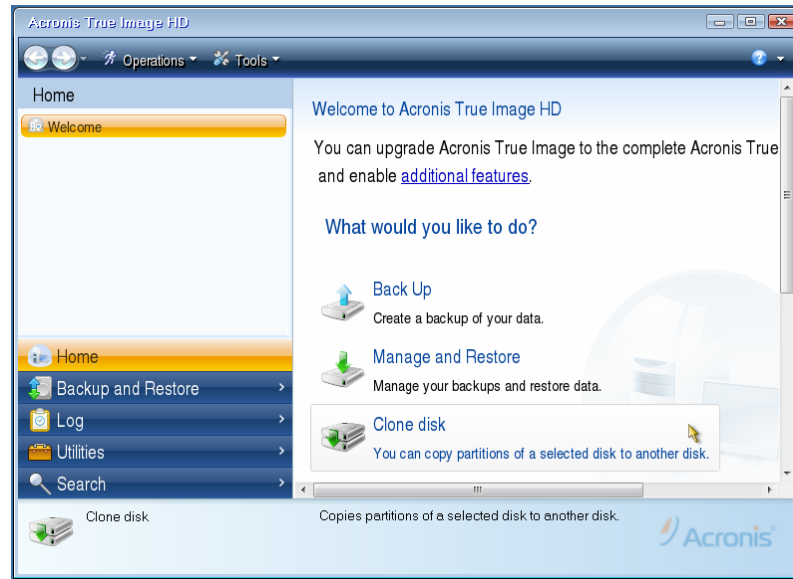 Acronis True Image HD
Operations Tools
Home
Welcome
Home
Backup and Restore
Log
Utilities
Search
Welcome to Acronis True Image HD
You can upgrade Acronis True Image to the complete Acronis True
and enable additional features.
What would you like to do?
Back Up
Create a backup of your data.
Manage and Restore
Manage your backups and restore data.
Clone disk
You can copy partitions of a selected disk to another disk.
Clone disk
Copies partitions of a selected disk to another disk.
Acronis